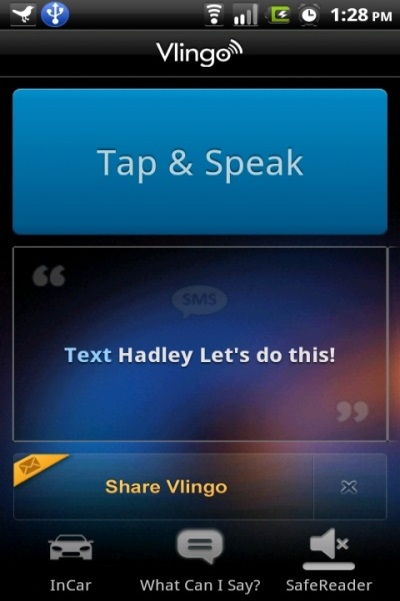 1:28 PM
Vlingo
Tap & Speak
“
SMS
Text Hadley Let's do this!
”
Share Vlingo
InCar What Can I Say? SafeReader